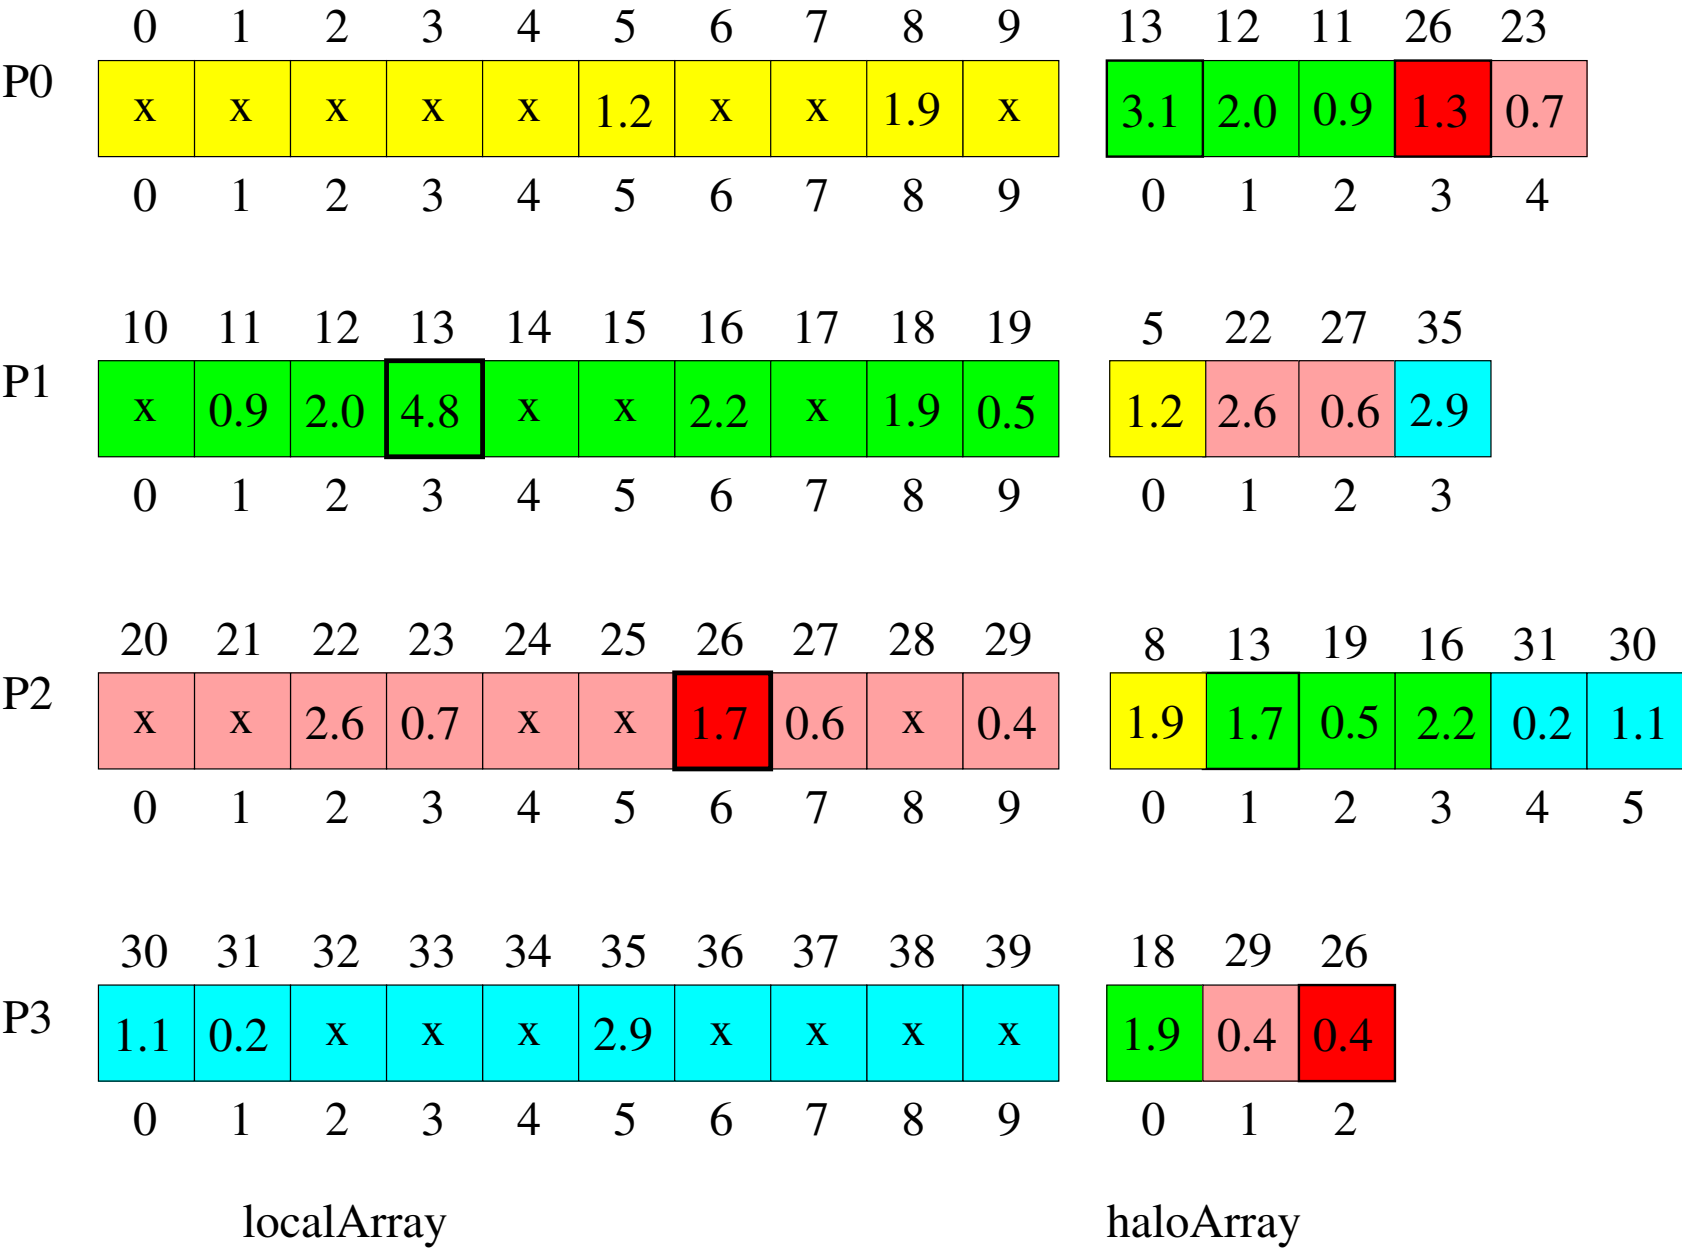 0 1 2 3 4 5 6 7 8 9 13 12 11 26 23
P0 x x x x x 1.2 x x 1.9 x 3.1 2.0 0.9 1.3 0.7
0 1 2 3 4 5 6 7 8 9 0 1 2 3 4
10 11 12 13 14 15 16 17 18 19 5 22 27 35
P1 x 0.9 2.0 4.8 x x 2.2 x 1.9 0.5 1.2 2.6 0.6 2.9
0 1 2 3 4 5 6 7 8 9 0 1 2 3
20 21 22 23 24 25 26 27 28 29 8 13 19 16 31 30
P2 x x 2.6 0.7 x x 1.7 0.6 x 0.4 1.9 1.7 0.5 2.2 0.2 1.1
0 1 2 3 4 5 6 7 8 9 0 1 2 3 4 5
30 31 32 33 34 35 36 37 38 39 18 29 26
P3 1.1 0.2 x x x 2.9 x x x x 1.9 0.4 0.4
0 1 2 3 4 5 6 7 8 9 0 1 2
localArray haloArray